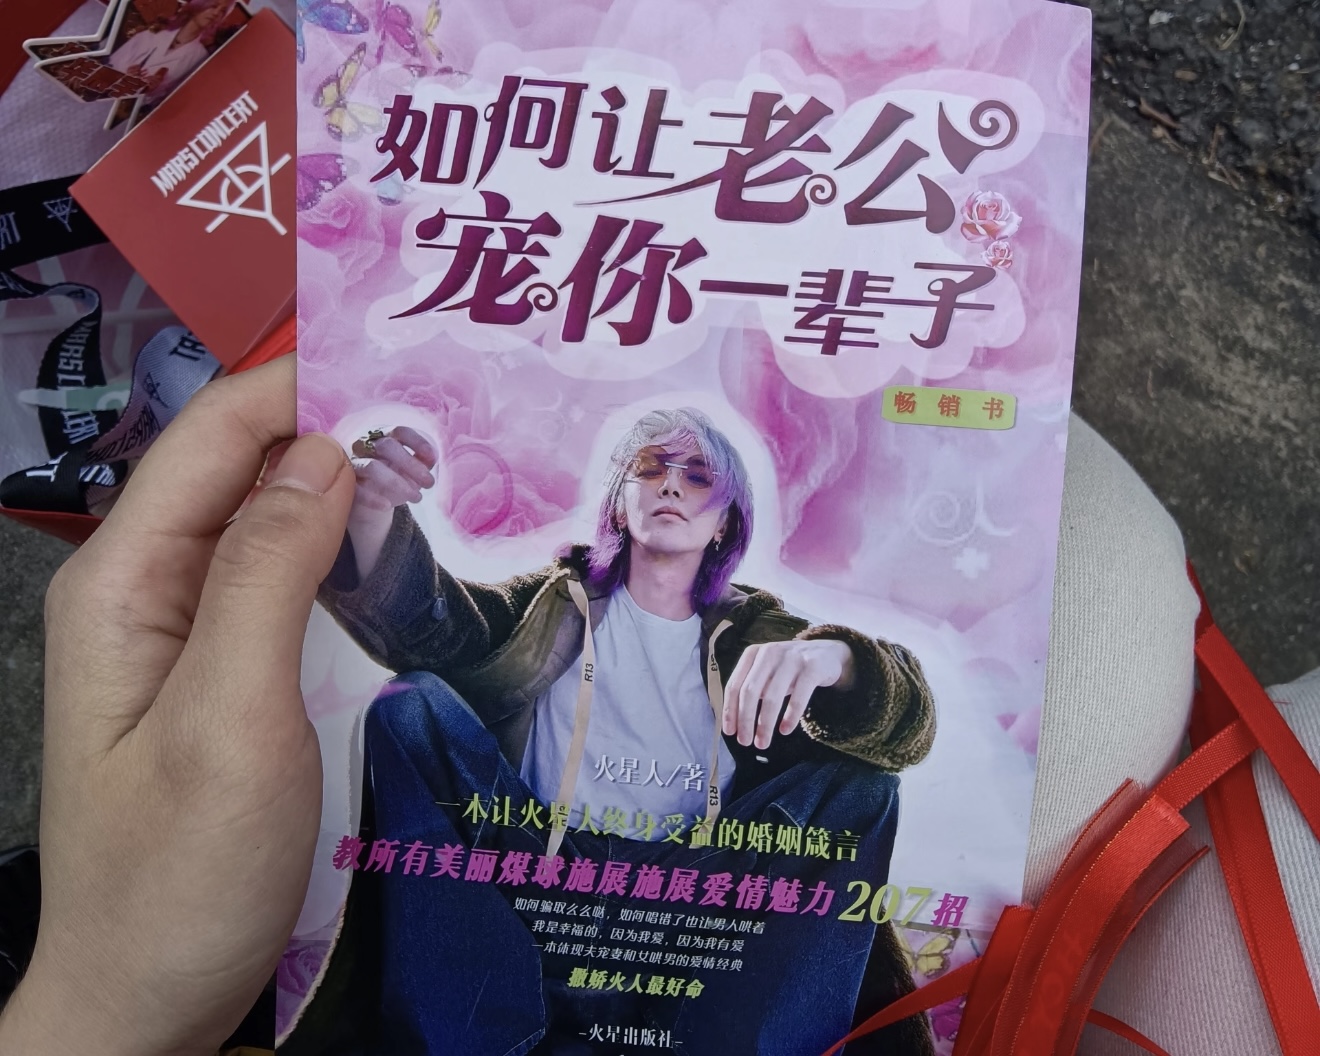 如何让老公
宠你一辈子
畅销书
MARS CONCERT
R13
R13
火星人/著
一本让火星人终身受益的婚姻箴言
教所有美丽煤球施展施展爱情魅力207招
如何骗取么么哒，如何唱错了也让男人哄着
我是幸福的，因为我爱，因为我有爱
一本体现夫宠妻和女哄男的爱情经典
撒娇火人最好命
-火星出版社-